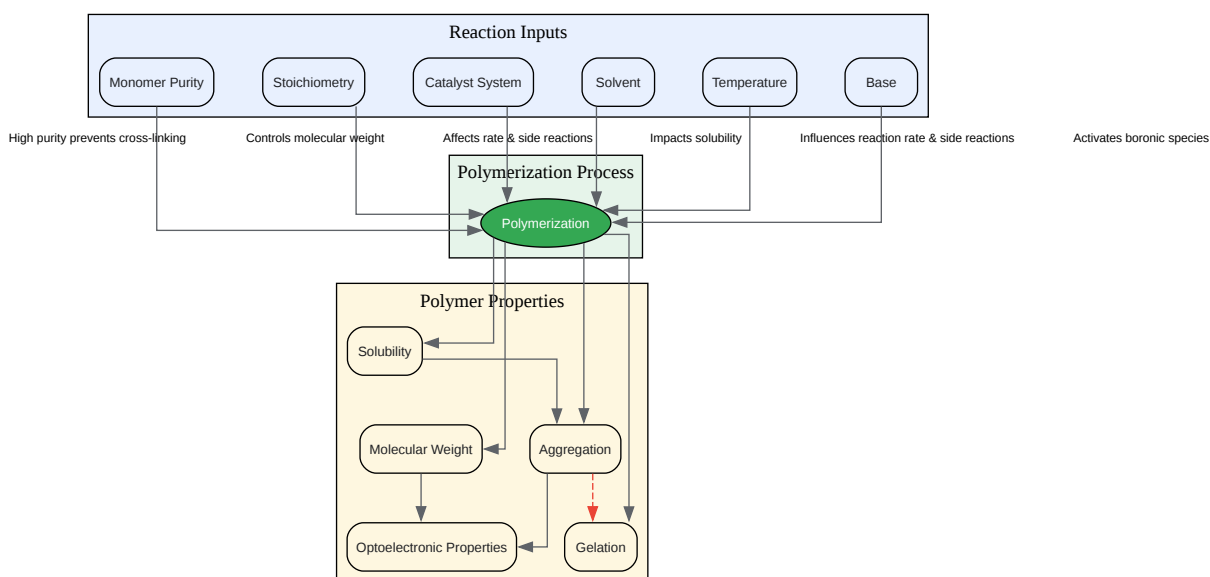 Reaction Inputs
Monomer Purity
Stoichiometry
Catalyst System
Solvent
Temperature
Base
High purity prevents cross-linking
Controls molecular weight
Affects rate & side reactions
Impacts solubility
Influences reaction rate & side reactions
Activates boronic species
Polymerization Process
Polymerization
Polymer Properties
Solubility
Molecular Weight
Aggregation
Optoelectronic Properties
Gelation